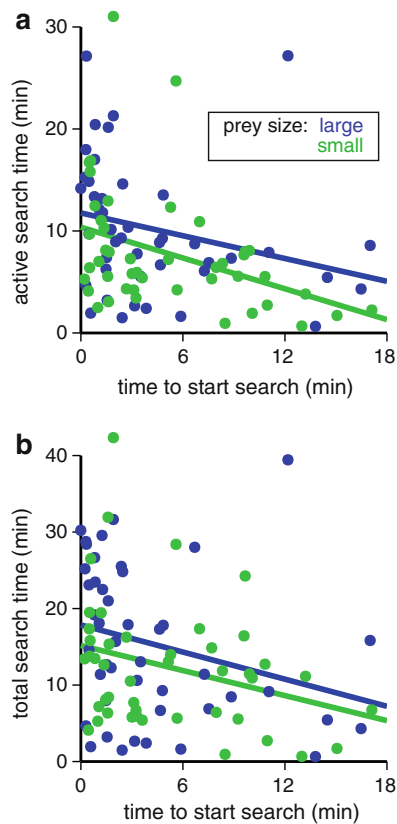 a
30
20
10
0
active search time (min)
prey size: large
small
0 6 12 18
time to start search (min)
b
40
30
20
10
0
total search time (min)
0 6 12 18
time to start search (min)